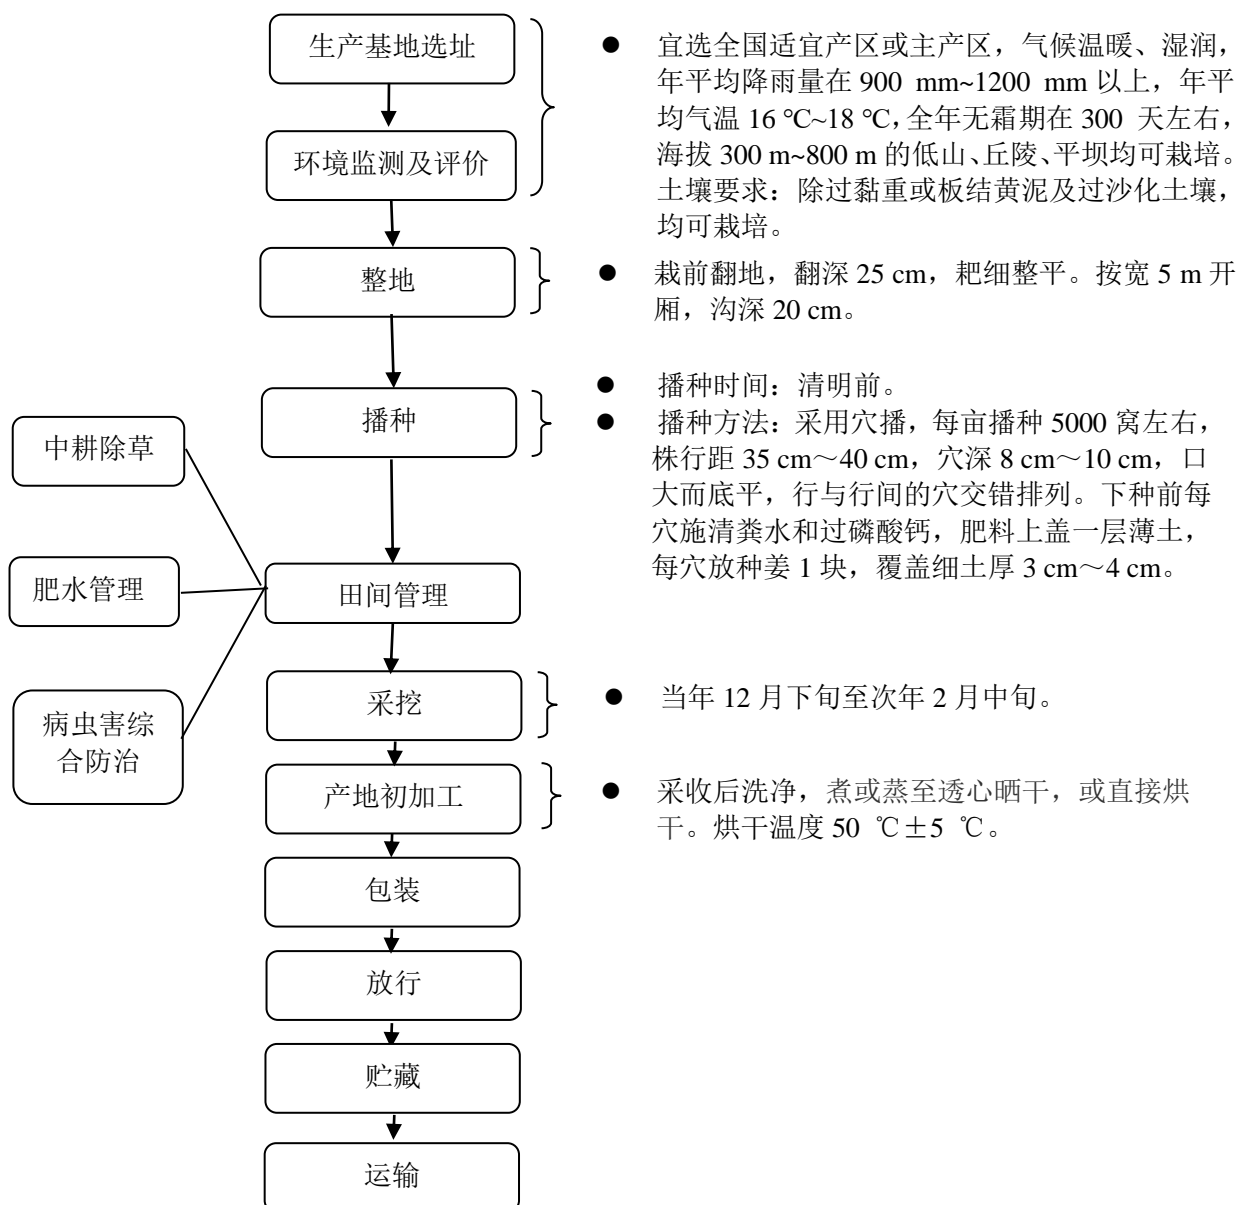 生产基地选址
● 宜选全国适宜产区或主产区，气候温暖、湿润，
年平均降雨量在 900 mm~1200 mm 以上，年平
均气温 16 ℃~18 ℃，全年无霜期在 300 天左右，
海拔 300 m~800 m 的低山、丘陵、平坝均可栽培。
土壤要求：除过黏重或板结黄泥及过沙化土壤，
均可栽培。
环境监测及评价
整地
● 栽前翻地，翻深 25 cm，耙细整平。按宽 5 m 开
厢，沟深 20 cm。
播种
● 播种时间：清明前。
● 播种方法：采用穴播，每亩播种 5000 窝左右，
株行距 35 cm～40 cm，穴深 8 cm～10 cm，口
大而底平，行与行间的穴交错排列。下种前每
穴施清粪水和过磷酸钙，肥料上盖一层薄土，
每穴放种姜 1 块，覆盖细土厚 3 cm～4 cm。
中耕除草
肥水管理
病虫害综
合防治
田间管理
采挖
● 当年 12 月下旬至次年 2 月中旬。
产地初加工
● 采收后洗净，煮或蒸至透心晒干，或直接烘
干。烘干温度 50 ℃±5 ℃。
包装
放行
贮藏
运输